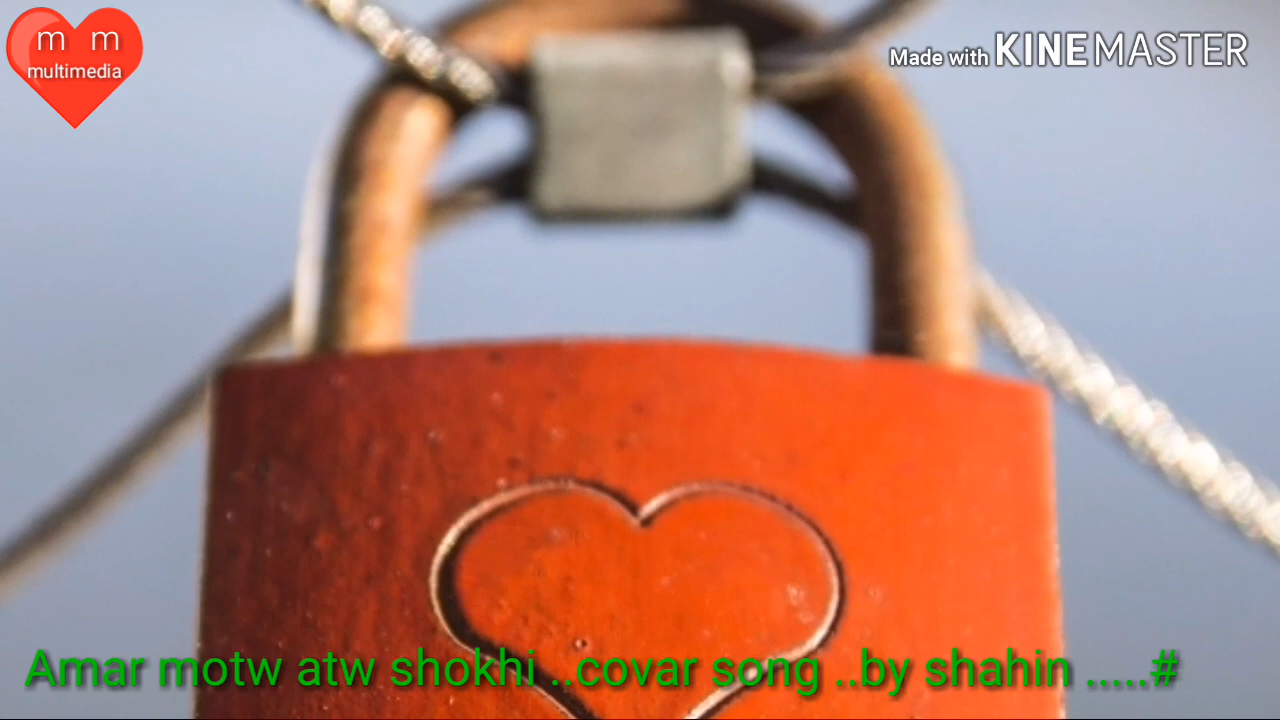 m m
multimedia
Made with KINEMASTER
Amar motw atw shokhi ..covar song ..by shahin .....#